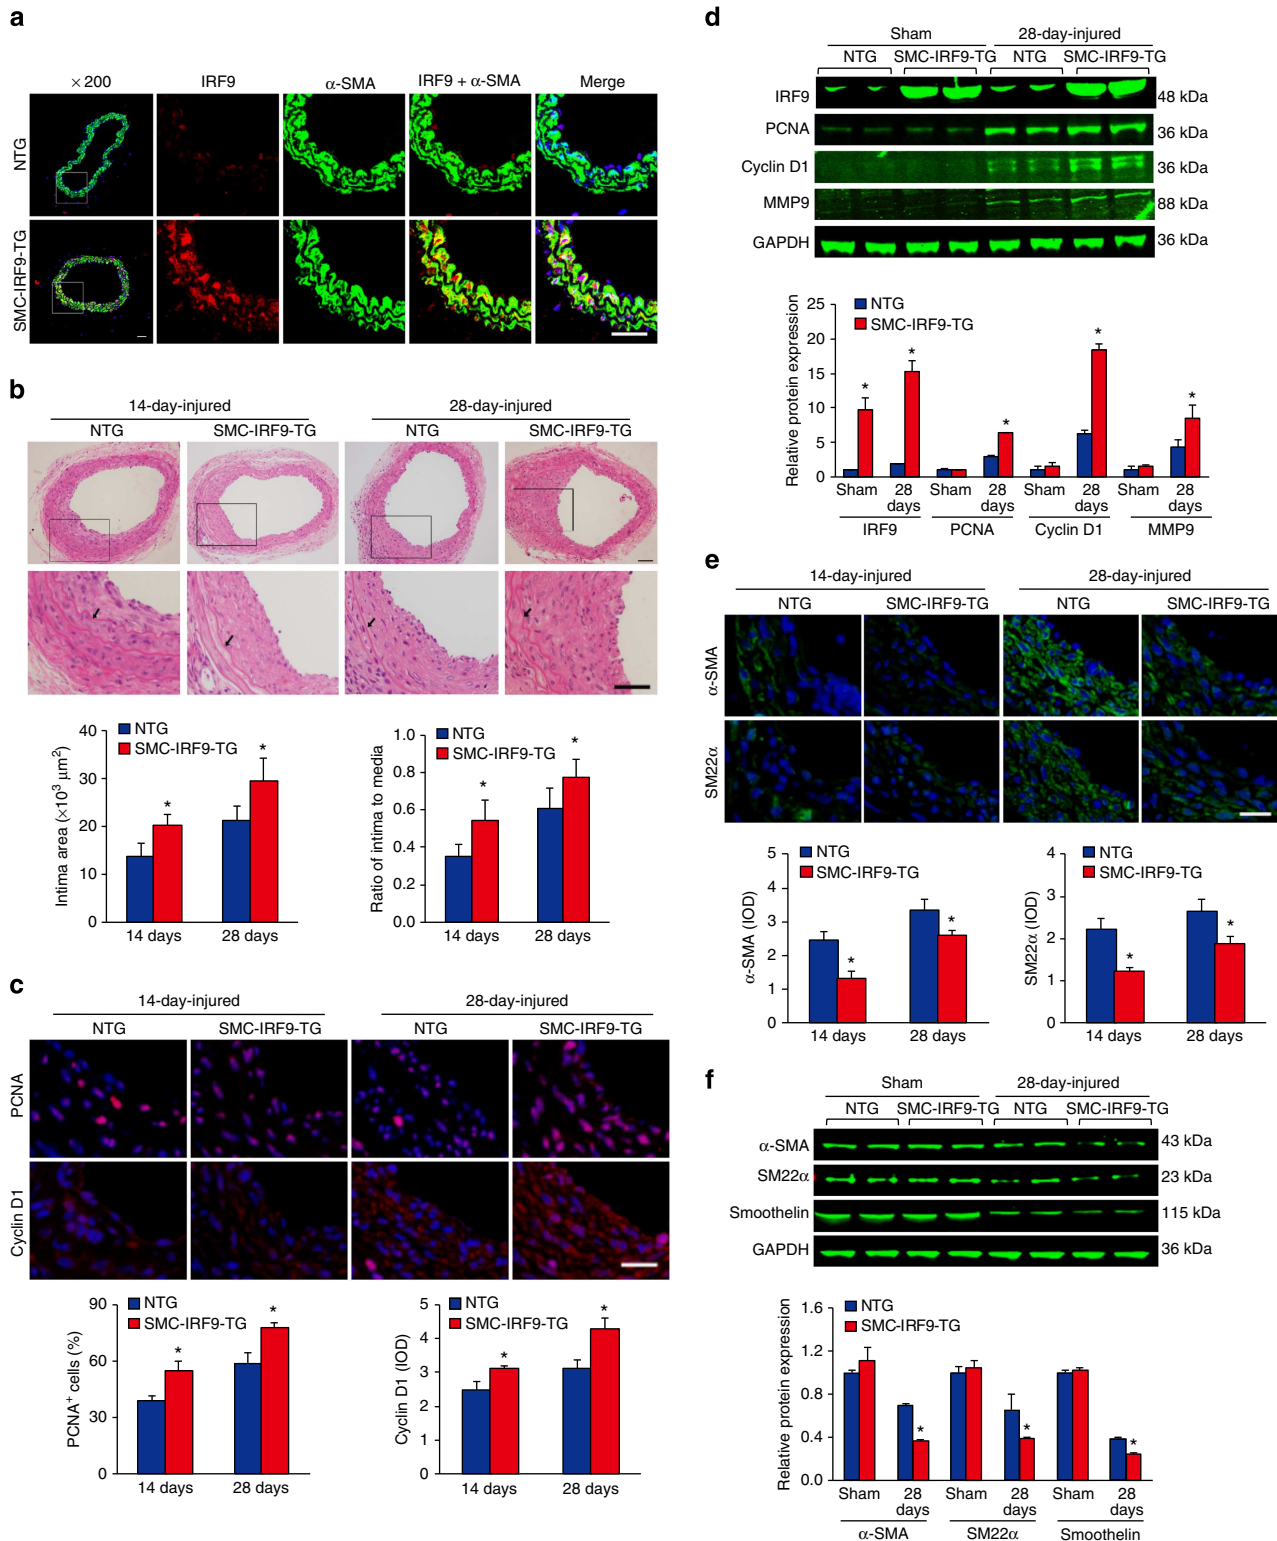 a
× 200 IRF9 α-SMA IRF9 + α-SMA Merge
NTG
SMC-IRF9-TG
b
14-day-injured 28-day-injured
NTG SMC-IRF9-TG NTG SMC-IRF9-TG
Intima area (×10³ μm²)
40
30
20
10
0
NTG
SMC-IRF9-TG
* *
14 days 28 days
Ratio of intima to media
1.0
0.8
0.6
0.4
0.2
0.0
NTG
SMC-IRF9-TG
* *
14 days 28 days
c
14-day-injured 28-day-injured
NTG SMC-IRF9-TG NTG SMC-IRF9-TG
PCNA
Cyclin D1
PCNA⁺ cells (%)
90
60
30
0
NTG
SMC-IRF9-TG
* *
14 days 28 days
Cyclin D1 (IOD)
5
4
3
2
1
0
NTG
SMC-IRF9-TG
* *
14 days 28 days
d
Sham 28-day-injured
NTG SMC-IRF9-TG NTG SMC-IRF9-TG
IRF9 48 kDa
PCNA 36 kDa
Cyclin D1 36 kDa
MMP9 88 kDa
GAPDH 36 kDa
Relative protein expression
25
20
15
10
5
0
NTG
SMC-IRF9-TG
* * * * *
Sham 28 days Sham 28 days Sham 28 days Sham 28 days
IRF9 PCNA Cyclin D1 MMP9
e
14-day-injured 28-day-injured
NTG SMC-IRF9-TG NTG SMC-IRF9-TG
α-SMA
SM22α
α-SMA (IOD)
5
4
3
2
1
0
NTG
SMC-IRF9-TG
* *
14 days 28 days
SM22α (IOD)
4
3
2
1
0
NTG
SMC-IRF9-TG
* *
14 days 28 days
f
Sham 28-day-injured
NTG SMC-IRF9-TG NTG SMC-IRF9-TG
α-SMA 43 kDa
SM22α 23 kDa
Smoothelin 115 kDa
GAPDH 36 kDa
Relative protein expression
1.6
1.2
0.8
0.4
0.0
NTG
SMC-IRF9-TG
* * *
Sham 28 days Sham 28 days Sham 28 days
α-SMA SM22α Smoothelin